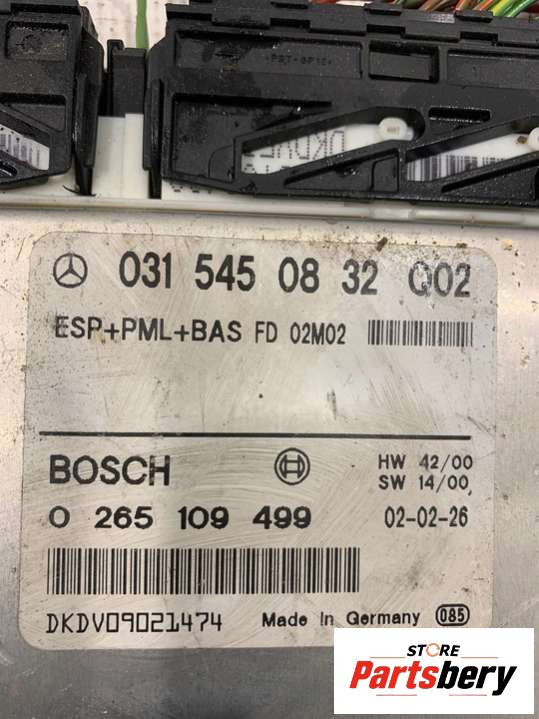 031 545 08 32 Q02
ESP+PML+BAS FD 02M02
BOSCH
HW 42/00
SW 14/00
0 265 109 499
02-02-26
DKDV09021474
Made In Germany
085
STORE
Partsbery